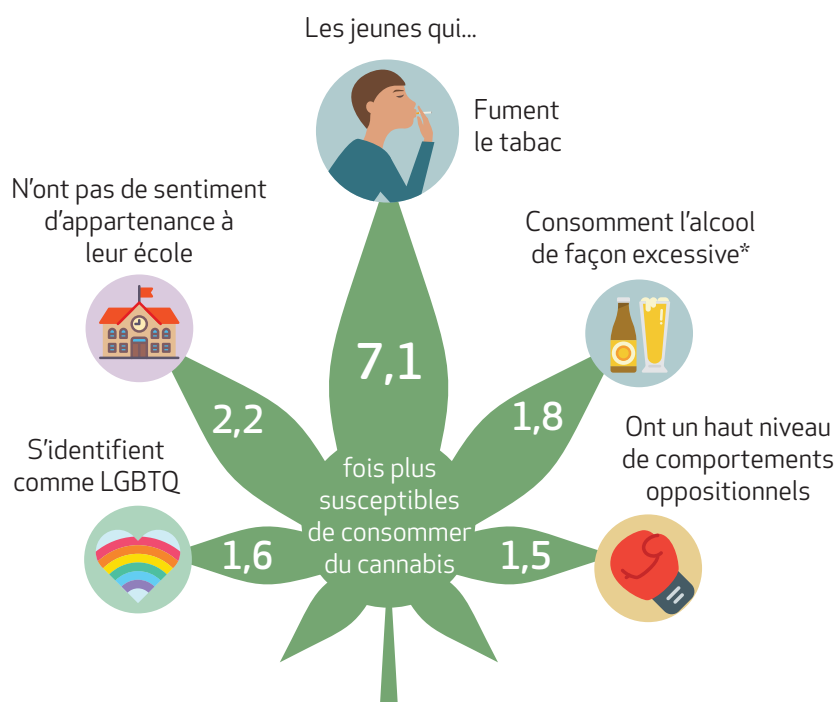 Les jeunes qui...
Fument
le tabac
N'ont pas de sentiment
d'appartenance à
leur école
Consomment l'alcool
de façon excessive*
7,1
2,2
1,8
S'identifient
comme LGBTQ
Ont un haut niveau
de comportements
oppositionnels
1,6
1,5
fois plus
susceptibles
de consommer
du cannabis